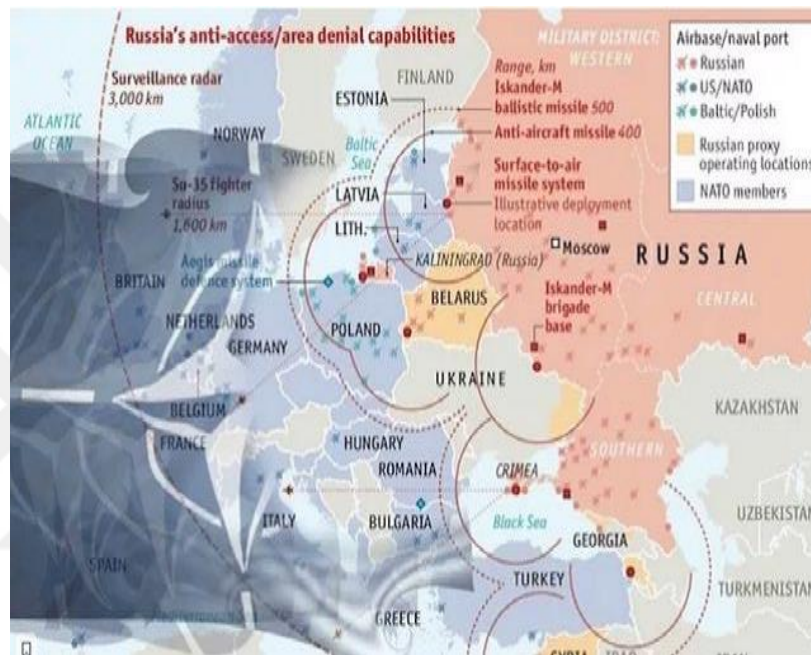 Russia's anti-access/area denial capabilities
Surveillance radar
3,000 km
ATLANTIC
OCEAN
NORWAY
SWEDEN
FINLAND
ESTONIA
Baltic
Sea
LATVIA
LITH.
MILITARY DISTRICT:
WESTERN
Range, km
Iskander-M
ballistic missile 500
Anti-aircraft missile 400
Surface-to-air
missile system
Illustrative deployment
location
Airbase/naval port
Russian
US/NATO
Baltic/Polish
Russian proxy
operating locations
NATO members
Su-35 fighter
radius
1,600 km
Aegis missile
defence system
KALININGRAD (Russia)
Moscow
RUSSIA
CENTRAL
BRITAIN
NETHERLANDS
GERMANY
POLAND
BELARUS
Iskander-M
brigade
base
UKRAINE
BELGIUM
FRANCE
KAZAKHSTAN
HUNGARY
ROMANIA
CRIMEA
SOUTHERN
ITALY
BULGARIA
Black Sea
GEORGIA
UZBEKISTAN
SPAIN
TURKEY
TURKMENISTAN
GREECE
SYRIA
IRAQ